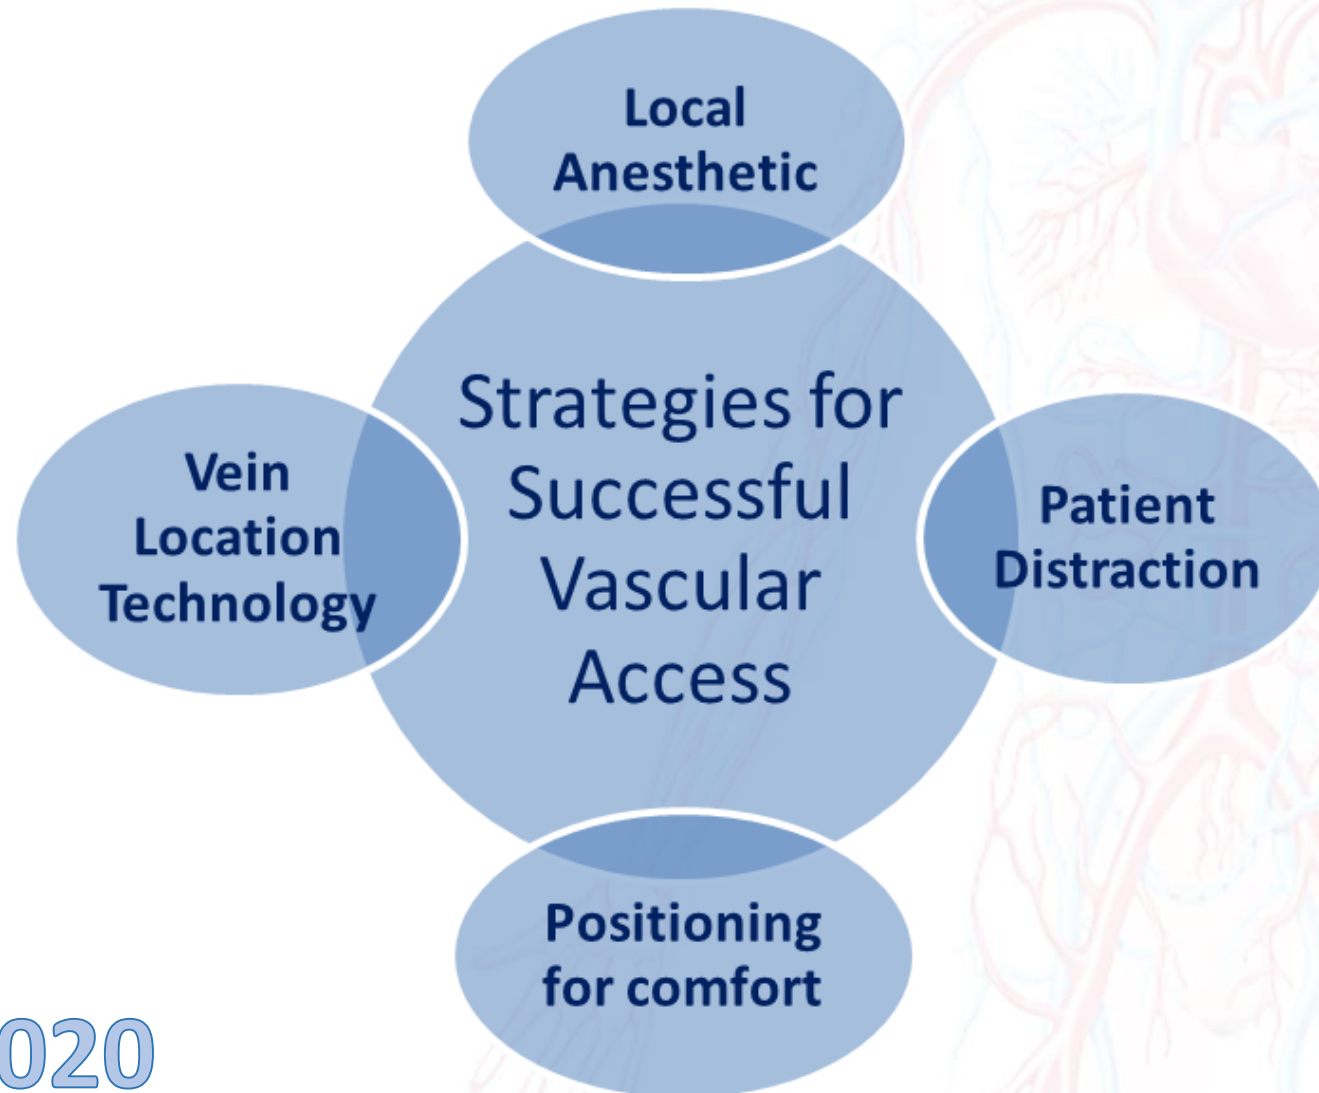 Local
Anesthetic
Strategies for
Successful
Vascular
Access
Vein
Location
Technology
Patient
Distraction
Positioning
for comfort
020